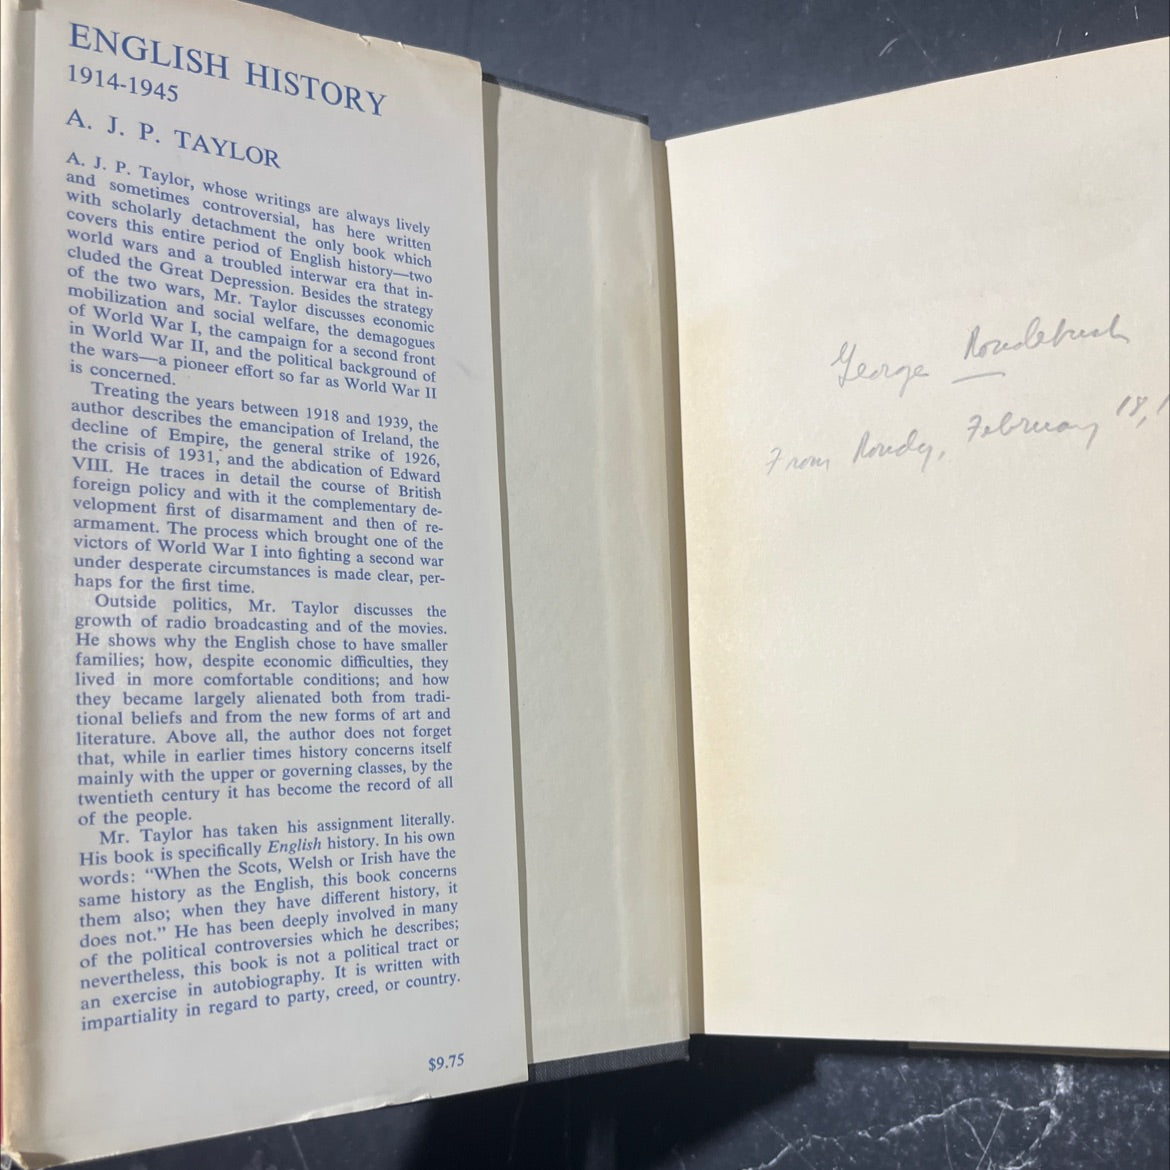 ENGLISH HISTORY
1914-1945
A. J. P. TAYLOR
A. J. P. Taylor, whose writings are always lively
and sometimes controversial, has here written
with scholarly detachment the only book which
covers this entire period of English history—two
world wars and a troubled interwar era that in-
cluded the Great Depression. Besides the strategy
of the two wars, Mr. Taylor discusses economic
mobilization and social welfare, the demagogues
of World War I, the campaign for a second front
in World War II, and the political background of
the wars—a pioneer effort so far as World War II
is concerned.
Treating the years between 1918 and 1939, the
author describes the emancipation of Ireland, the
decline of Empire, the general strike of 1926,
the crisis of 1931, and the abdication of Edward
VIII. He traces in detail the course of British
foreign policy and with it the complementary de-
velopment first of disarmament and then of re-
armament. The process which brought one of the
victors of World War I into fighting a second war
under desperate circumstances is made clear, per-
haps for the first time.
Outside politics, Mr. Taylor discusses the
growth of radio broadcasting and of the movies.
He shows why the English chose to have smaller
families; how, despite economic difficulties, they
lived in more comfortable conditions; and how
they became largely alienated both from tradi-
tional beliefs and from the new forms of art and
literature. Above all, the author does not forget
that, while in earlier times history concerns itself
mainly with the upper or governing classes, by the
twentieth century it has become the record of all
of the people.
Mr. Taylor has taken his assignment literally.
His book is specifically English history. In his own
words: “When the Scots, Welsh or Irish have the
same history as the English, this book concerns
them also; when they have different history, it
does not.” He has been deeply involved in many
of the political controversies which he describes;
nevertheless, this book is not a political tract or
an exercise in autobiography. It is written with
impartiality in regard to party, creed, or country.
$9.75
George Roudebush
From Roudy, February 18, 1